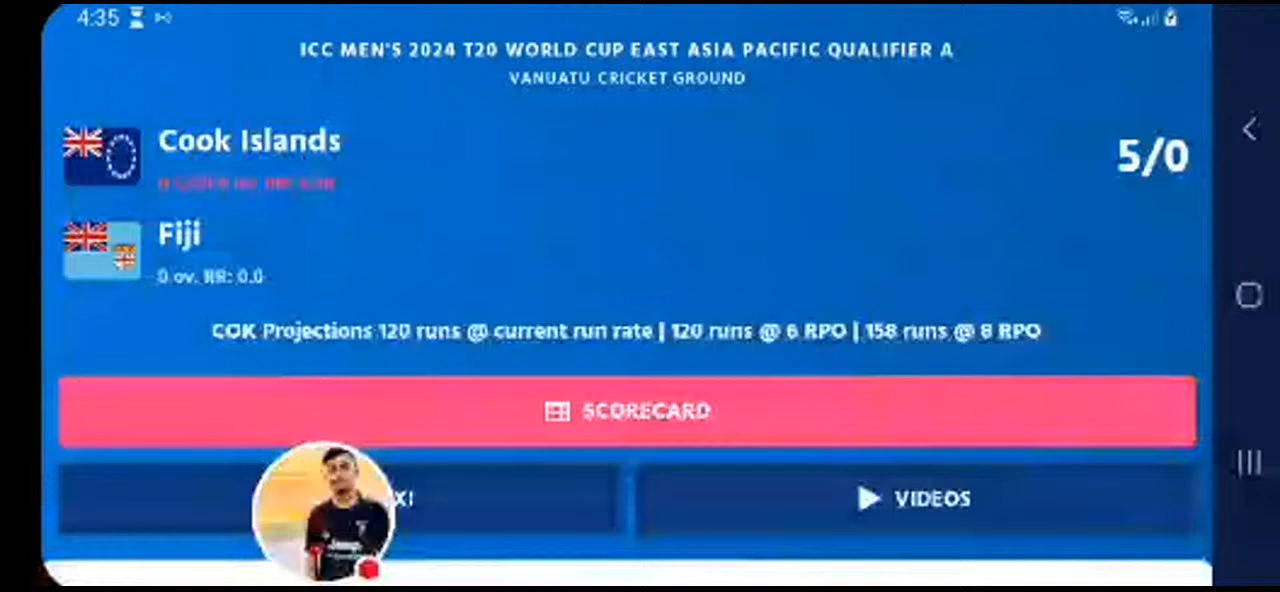 4:35
ICC MEN'S 2024 T20 WORLD CUP EAST ASIA PACIFIC QUALIFIER A
VANUATU CRICKET GROUND
Cook Islands
5/0
Fiji
0 ov. RR: 0.0
COK Projections 120 runs @ current run rate | 120 runs @ 6 RPO | 158 runs @ 8 RPO
SCORECARD
XI
VIDEOS
Jeep